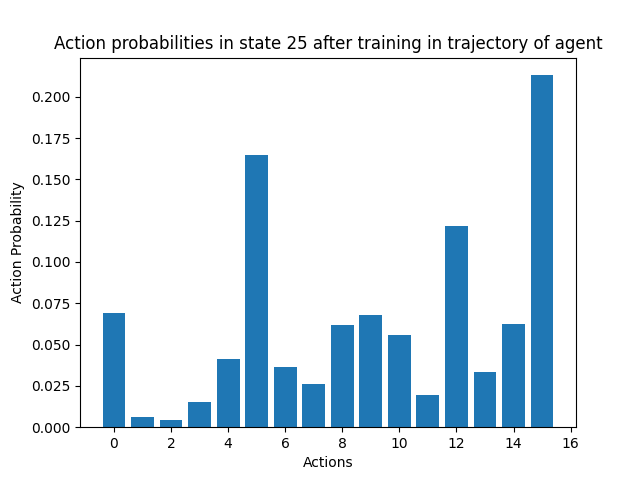 Action probabilities in state 25 after training in trajectory of agent
0.200
0.175
0.150
0.125
0.100
0.075
0.050
0.025
0.000
Action Probability
0 2 4 6 8 10 12 14 16
Actions